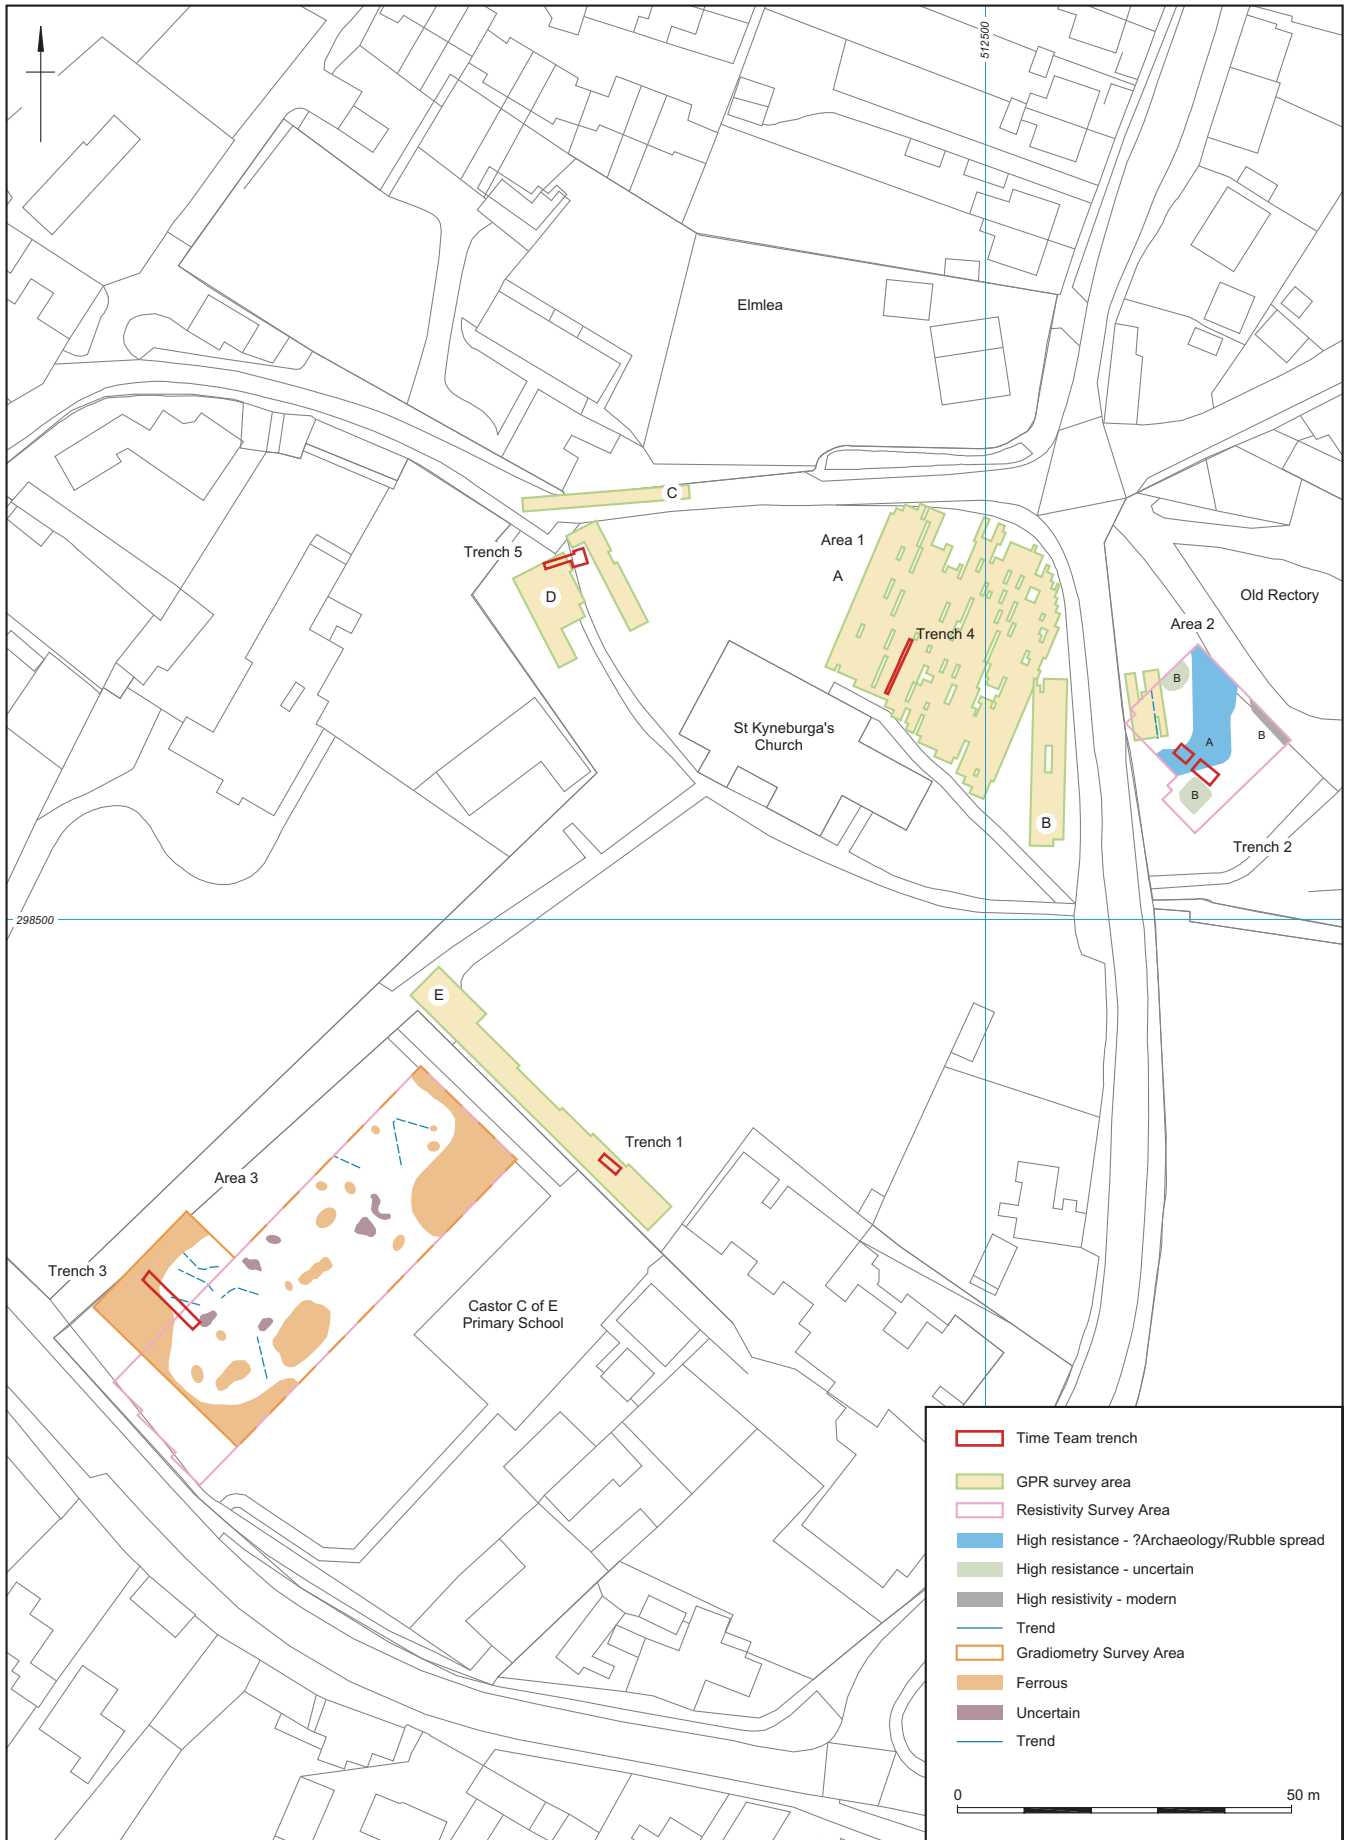 512500
Elmlea
C
Trench 5
Area 1
A
D
Old Rectory
Area 2
Trench 4
B
St Kyneburga's
Church
A
B
B
B
Trench 2
298500
E
Trench 1
Area 3
Trench 3
Castor C of E
Primary School
Time Team trench
GPR survey area
Resistivity Survey Area
High resistance - ?Archaeology/Rubble spread
High resistance - uncertain
High resistivity - modern
Trend
Gradiometry Survey Area
Ferrous
Uncertain
Trend
0 50 m